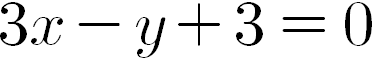 3x − y + 3 = 0